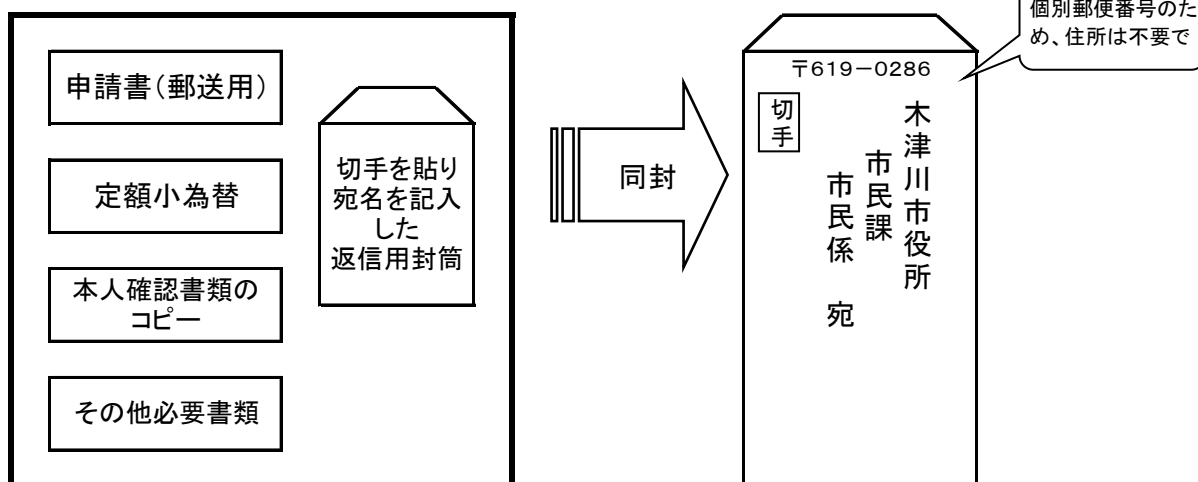 申請書（郵送用）
定額小為替
本人確認書類の
コピー
その他必要書類
切手を貼り
宛名を記入
した
返信用封筒
同封
〒619－0286
切手
木津川市役所
市民課
市民係 宛
個別郵便番号のた
め、住所は不要で